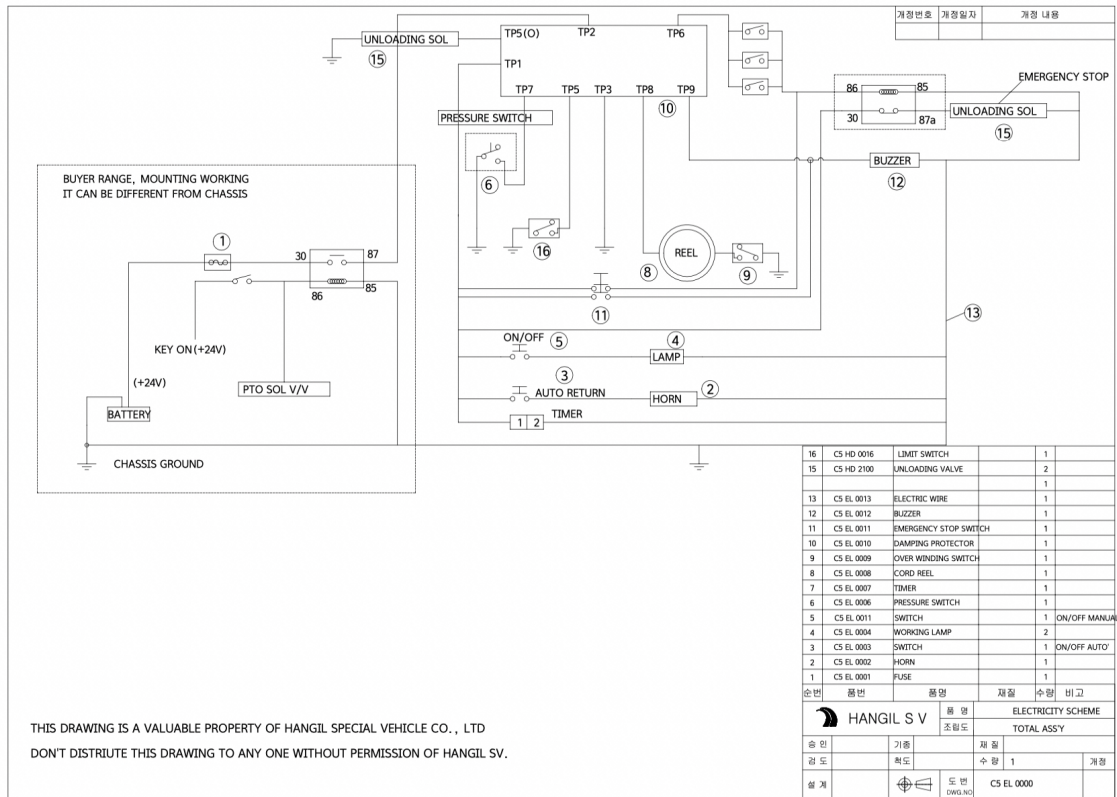 개정번호 개정일자 개정 내용
UNLOADING SOL
15
TP5(O) TP2 TP6
TP1
TP7 TP5 TP3 TP8 TP9
10
EMERGENCY STOP
86 85
30 87a
UNLOADING SOL
15
PRESSURE SWITCH
6
16
BUZZER
12
BUYER RANGE, MOUNTING WORKING
IT CAN BE DIFFERENT FROM CHASSIS
1
30 87
86 85
KEY ON(+24V)
(+24V)
PTO SOL V/V
BATTERY
CHASSIS GROUND
REEL
8 9
11
13
ON/OFF 5 4
LAMP
3
AUTO RETURN HORN 2
1 2 TIMER
16 C5 HD 0016 LIMIT SWITCH 1
15 C5 HD 2100 UNLOADING VALVE 2
1
13 C5 EL 0013 ELECTRIC WIRE 1
12 C5 EL 0012 BUZZER 1
11 C5 EL 0011 EMERGENCY STOP SWITCH 1
10 C5 EL 0010 DAMPING PROTECTOR 1
9 C5 EL 0009 OVER WINDING SWITCH 1
8 C5 EL 0008 CORD REEL 1
7 C5 EL 0007 TIMER 1
6 C5 EL 0006 PRESSURE SWITCH 1
5 C5 EL 0011 SWITCH 1 ON/OFF MANUAL
4 C5 EL 0004 WORKING LAMP 2
3 C5 EL 0003 SWITCH 1 ON/OFF AUTO'
2 C5 EL 0002 HORN 1
1 C5 EL 0001 FUSE 1
순번 품번 품명 재질 수량 비고
HANGIL S V
품 명 ELECTRICITY SCHEME
조립도 TOTAL ASS'Y
승 인 기종 재 질
검 도 척도 수 량 1 개정
설 계 도 번 C5 EL 0000
DWG.NO
THIS DRAWING IS A VALUABLE PROPERTY OF HANGIL SPECIAL VEHICLE CO., LTD
DON'T DISTRIUTE THIS DRAWING TO ANY ONE WITHOUT PERMISSION OF HANGIL SV.